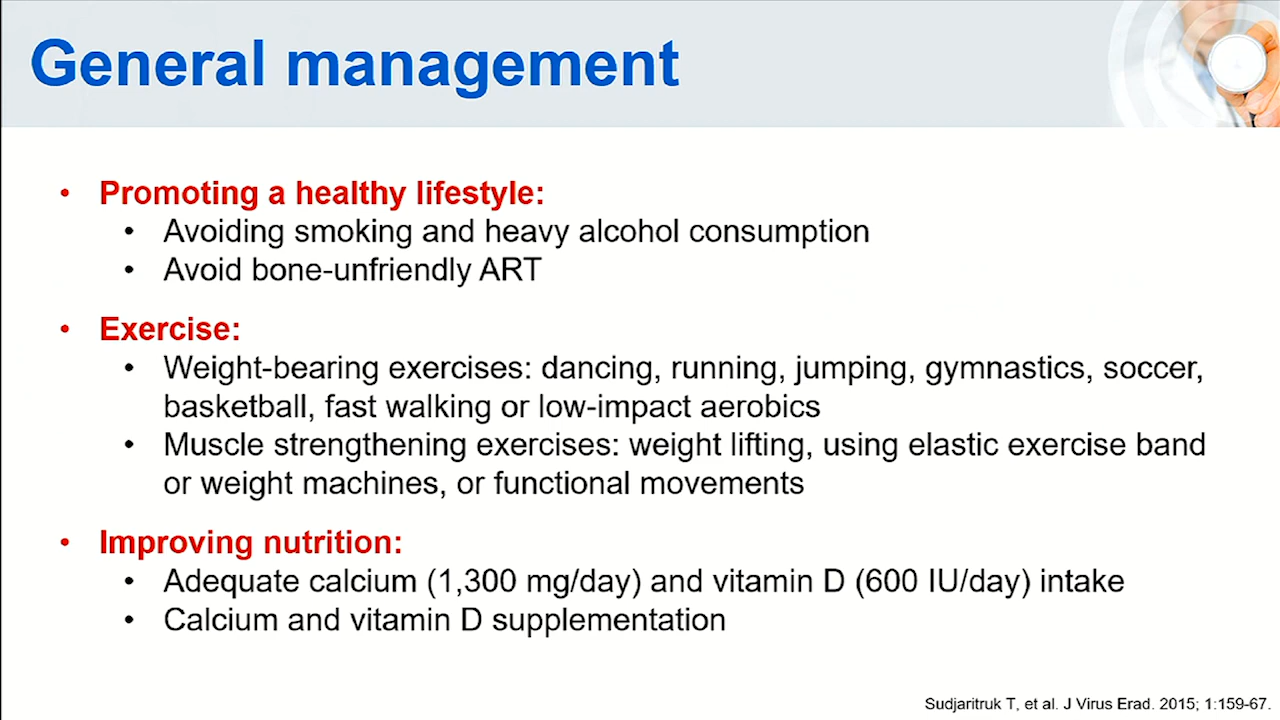 General management
• Promoting a healthy lifestyle:
• Avoiding smoking and heavy alcohol consumption
• Avoid bone-unfriendly ART
• Exercise:
• Weight-bearing exercises: dancing, running, jumping, gymnastics, soccer,
basketball, fast walking or low-impact aerobics
• Muscle strengthening exercises: weight lifting, using elastic exercise band
or weight machines, or functional movements
• Improving nutrition:
• Adequate calcium (1,300 mg/day) and vitamin D (600 IU/day) intake
• Calcium and vitamin D supplementation
Sudjaritruk T, et al. J Virus Erad. 2015; 1:159-67.